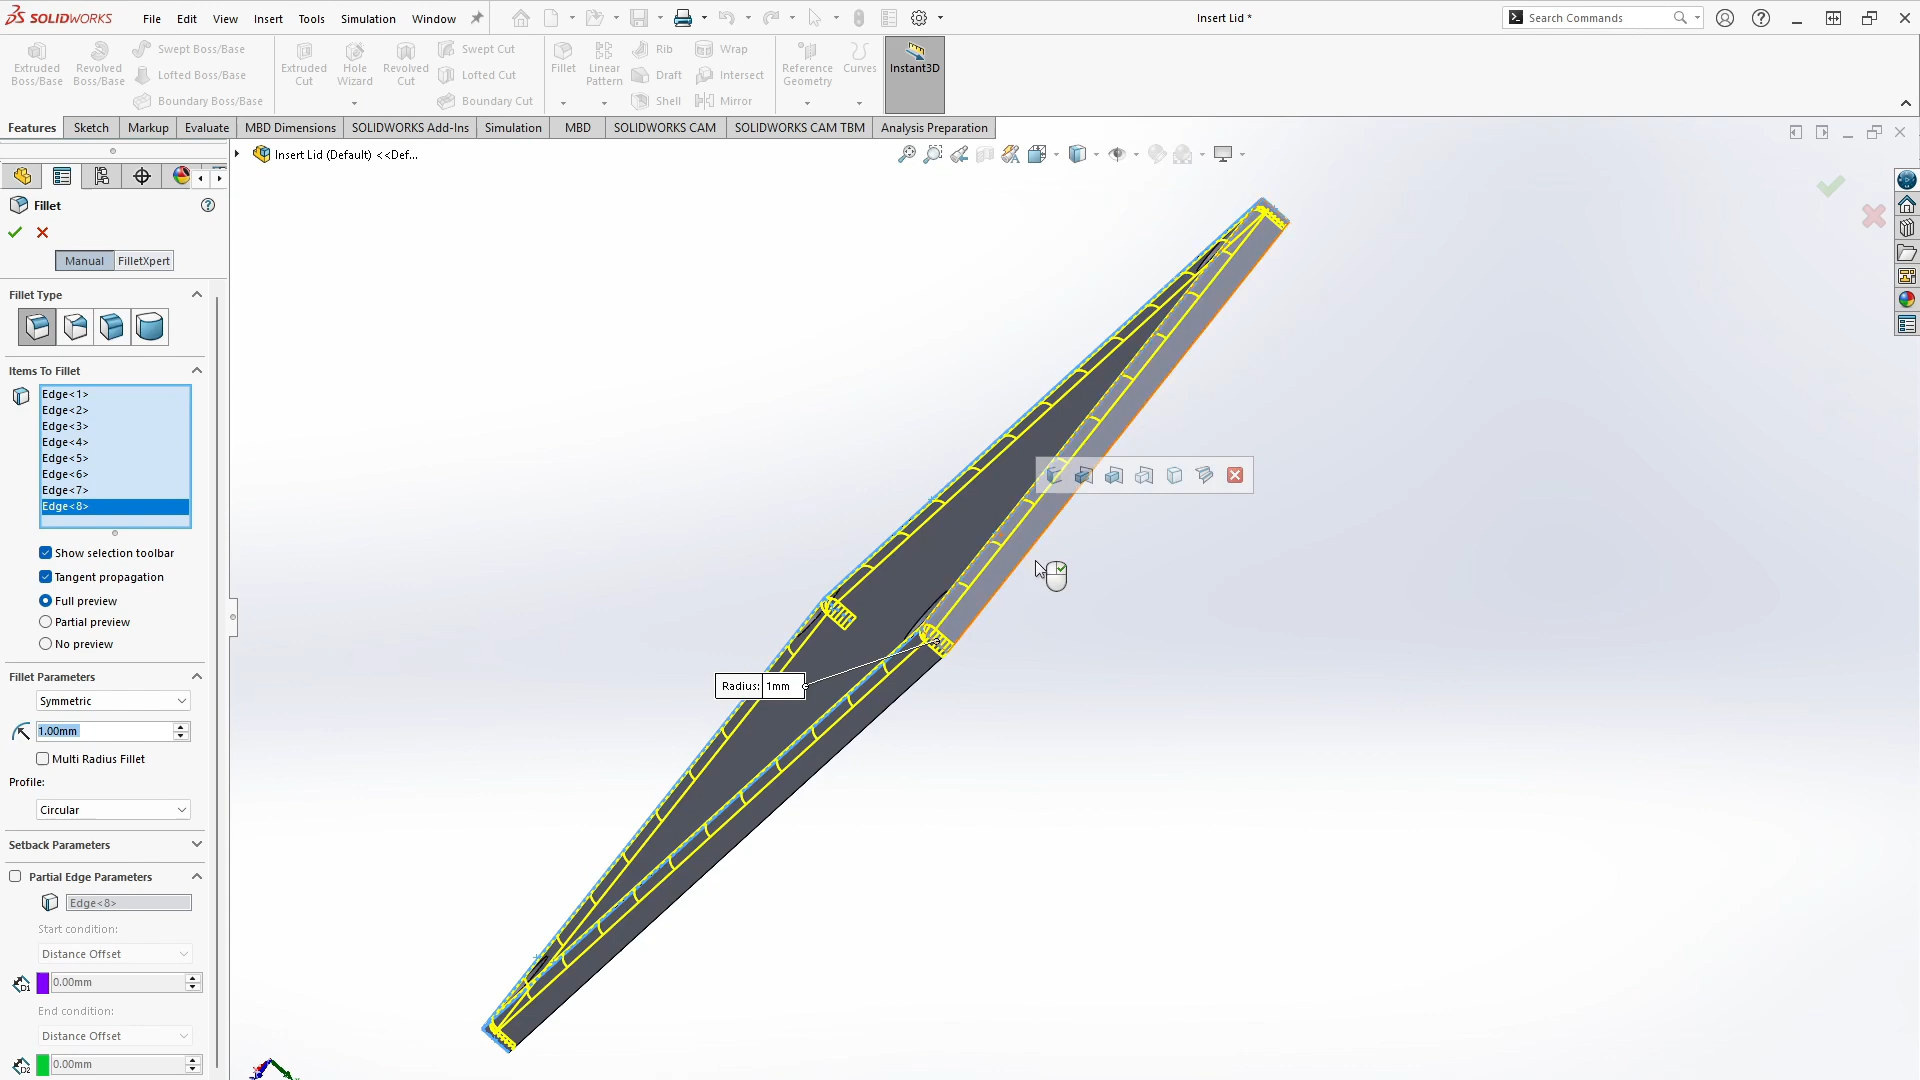 SOLIDWORKS
File Edit View Insert Tools Simulation Window
Insert Lid *
Search Commands
Extruded Boss/Base
Revolved Boss/Base
Swept Boss/Base
Lofted Boss/Base
Boundary Boss/Base
Extruded Cut
Hole Wizard
Revolved Cut
Swept Cut
Lofted Cut
Boundary Cut
Fillet
Linear Pattern
Rib
Draft
Shell
Wrap
Intersect
Mirror
Reference Geometry
Curves
Instant3D
Features Sketch Markup Evaluate MBD Dimensions SOLIDWORKS Add-Ins Simulation MBD SOLIDWORKS CAM SOLIDWORKS CAM TBM Analysis Preparation
Insert Lid (Default) <<Def...
Fillet
Manual FilletXpert
Fillet Type
Items To Fillet
Edge<1>
Edge<2>
Edge<3>
Edge<4>
Edge<5>
Edge<6>
Edge<7>
Edge<8>
Show selection toolbar
Tangent propagation
Full preview
Partial preview
No preview
Fillet Parameters
Symmetric
1.00mm
Multi Radius Fillet
Profile:
Circular
Setback Parameters
Partial Edge Parameters
Edge<8>
Start condition:
Distance Offset
D1 0.00mm
End condition:
Distance Offset
D2 0.00mm
Radius: 1mm